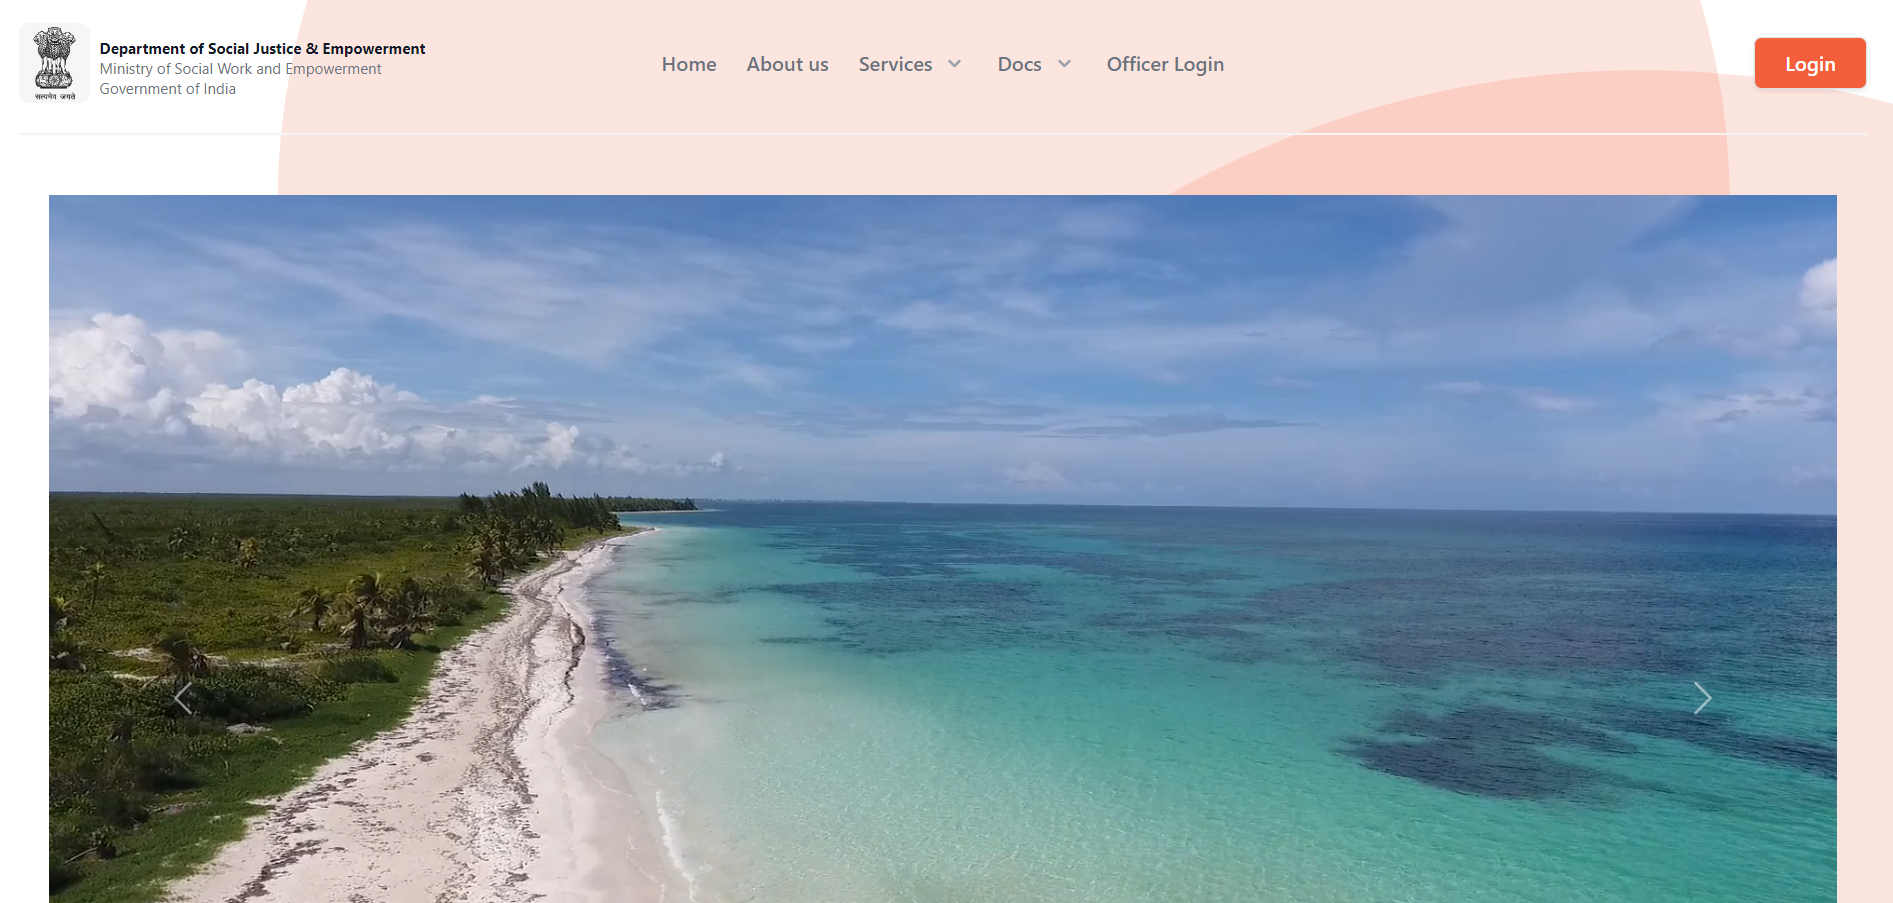 Department of Social Justice & Empowerment
Ministry of Social Work and Empowerment
Government of India
सत्यमेव जयते
Home
About us
Services
Docs
Officer Login
Login